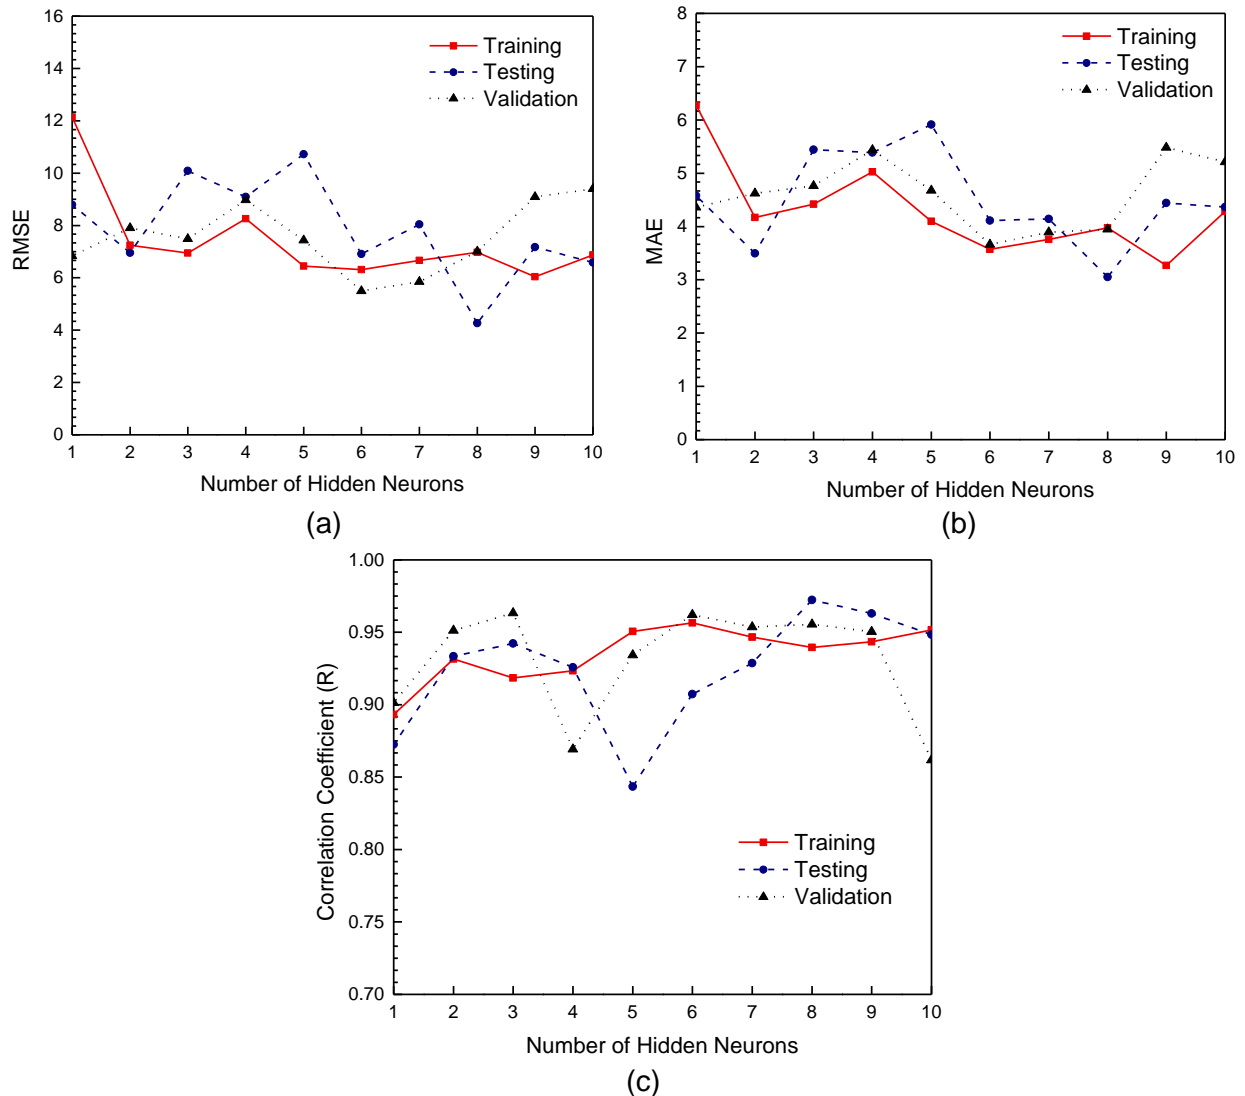 16
14
12
10
8
6
4
2
0
RMSE
Training
Testing
Validation
1 2 3 4 5 6 7 8 9 10
Number of Hidden Neurons
(a)
8
7
6
5
4
3
2
1
0
MAE
Training
Testing
Validation
1 2 3 4 5 6 7 8 9 10
Number of Hidden Neurons
(b)
1.00
0.95
0.90
0.85
0.80
0.75
0.70
Correlation Coefficient (R)
Training
Testing
Validation
1 2 3 4 5 6 7 8 9 10
Number of Hidden Neurons
(c)